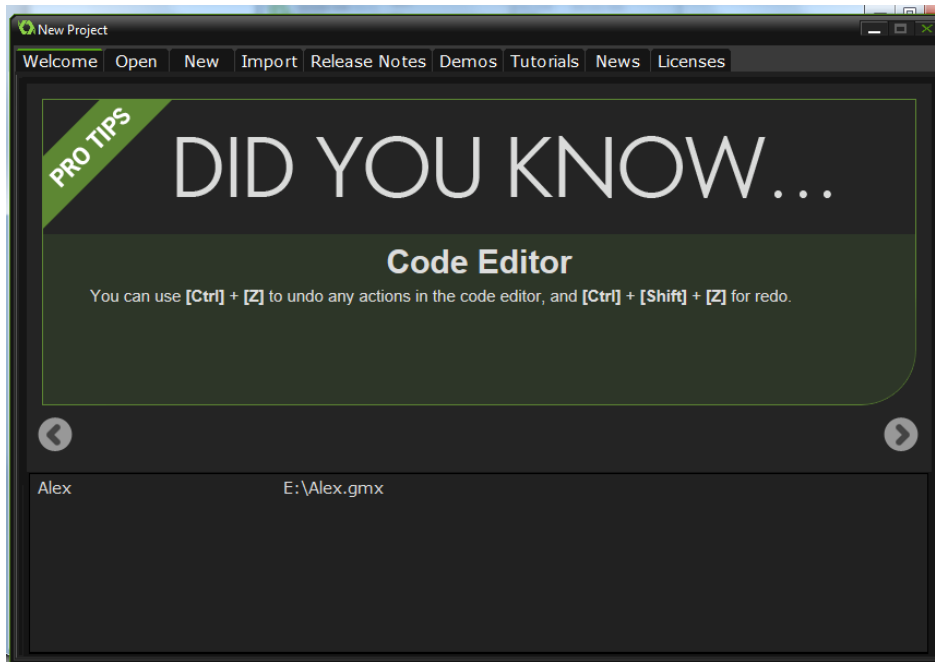 New Project
Welcome Open New Import Release Notes Demos Tutorials News Licenses
PRO TIPS
DID YOU KNOW...
Code Editor
You can use [Ctrl] + [Z] to undo any actions in the code editor, and [Ctrl] + [Shift] + [Z] for redo.
Alex E:\Alex.gmx